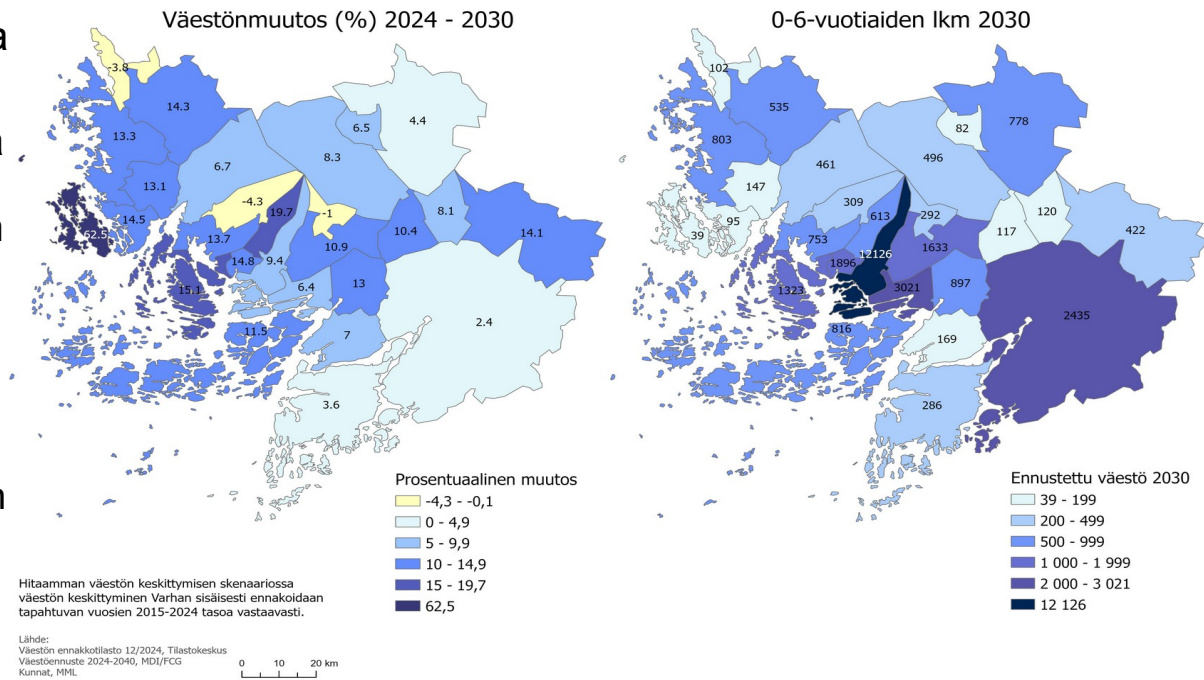 a
a
n
n
Väestönmuutos (%) 2024 - 2030
-3.8
14.3
13.3
6.7
6.5
4.4
8.3
13.1
-4.3
19.7
-1
8.1
14.5
62.5
13.7
10.4
14.1
10.9
14.8
9.4
15.1
6.4
13
11.5
7
2.4
3.6
Prosentuaalinen muutos
-4,3 - -0,1
0 - 4,9
5 - 9,9
10 - 14,9
15 - 19,7
62,5
0-6-vuotiaiden lkm 2030
102
535
803
82
778
461
496
147
309
613
292
120
95
39
753
117
422
1633
1896
12126
1323
3021
897
816
169
2435
286
Ennustettu väestö 2030
39 - 199
200 - 499
500 - 999
1 000 - 1 999
2 000 - 3 021
12 126
Hitaamman väestön keskittymisen skenaariossa
väestön keskittyminen Varhan sisäisesti ennakoidaan
tapahtuvan vuosien 2015-2024 tasoa vastaavasti.
Lähde:
Väestön ennakkotilasto 12/2024, Tilastokeskus
Väestöennuste 2024-2040, MDI/FCG
Kunnat, MML
0 10 20 km